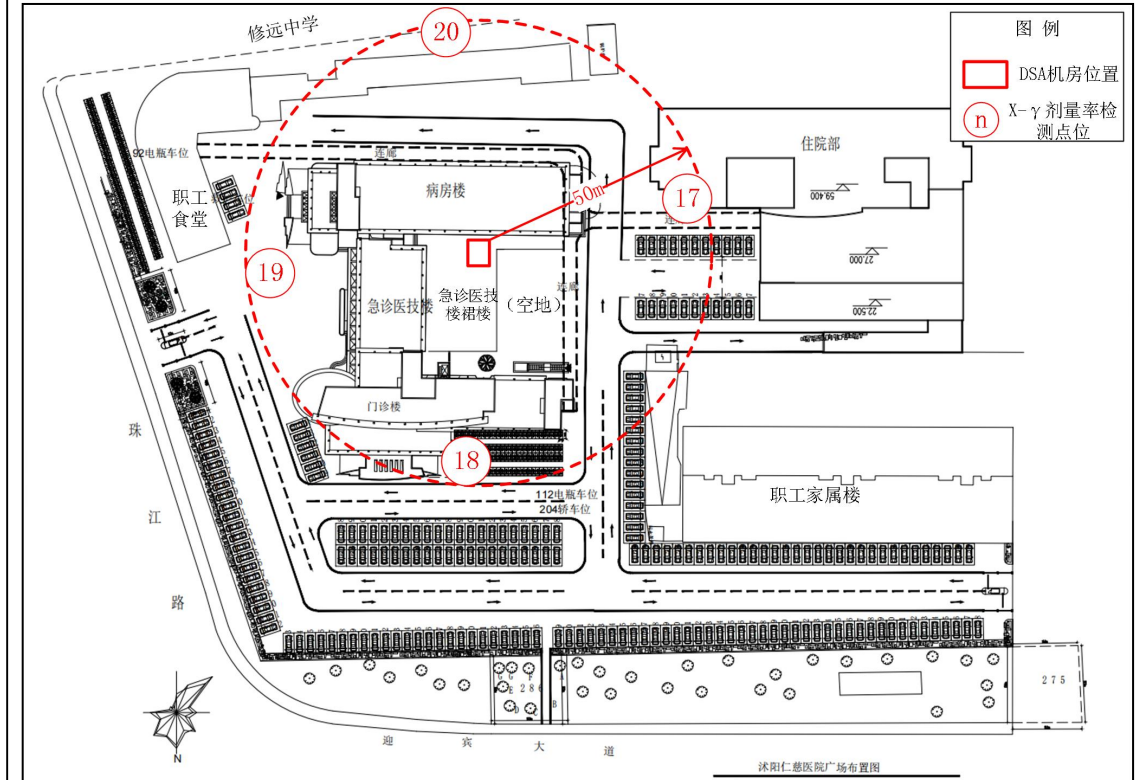 修远中学
20
图 例
DSA机房位置
n
X-γ剂量率检
测点位
92电瓶车位
连廊
住院部
病房楼
职工
食堂
50m
17
59.400
27.000
22.500
19
急诊医技楼
急诊医技
楼裙楼
（空地）
连廊
门诊楼
18
112电瓶车位
204轿车位
职工家属楼
珠
江
路
275
286
A
B
C
D
E
F
G
G
N
迎
宾
大
道
沭阳仁慈医院广场布置图